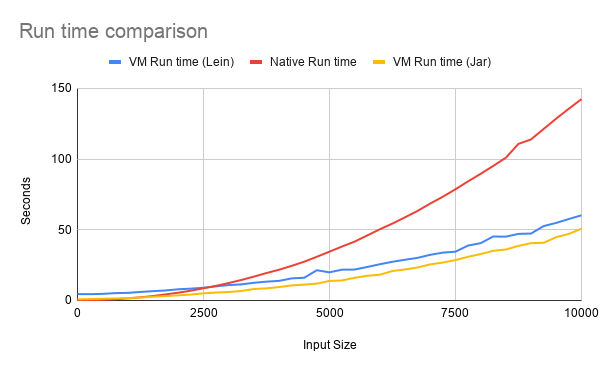 Run time comparison
VM Run time (Lein) Native Run time VM Run time (Jar)
Seconds
150
100
50
0
0 2500 5000 7500 10000
Input Size